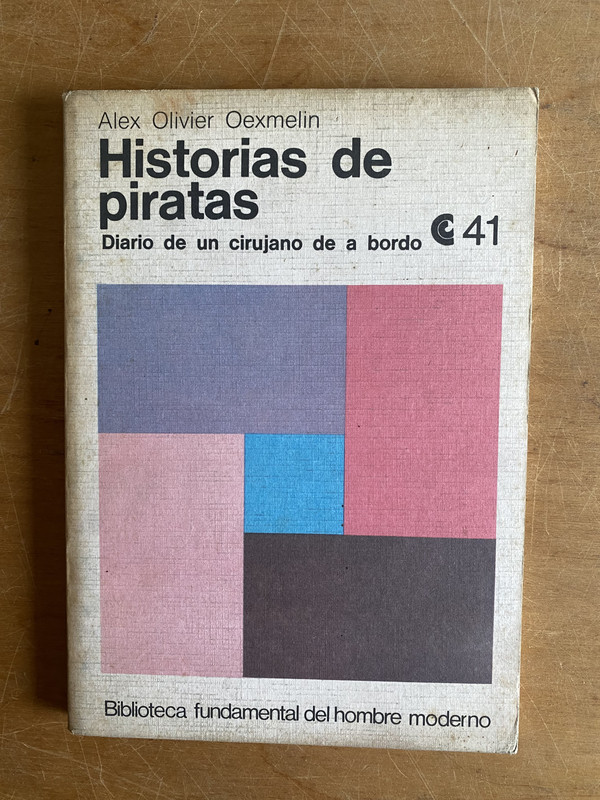 Alex Olivier Oexmelin
Historias de
piratas
Diario de un cirujano de a bordo 41
Biblioteca fundamental del hombre moderno